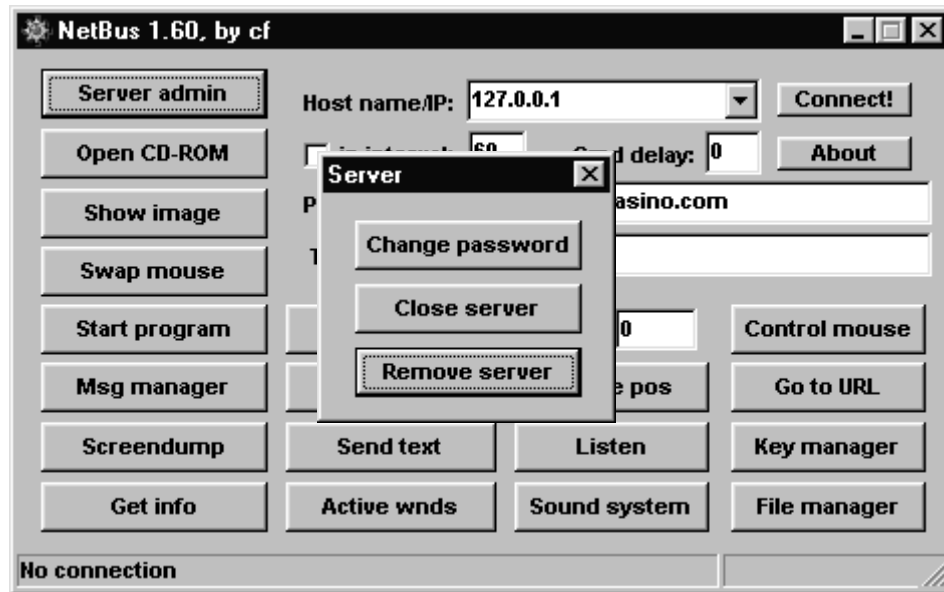 NetBus 1.60, by cf
Server admin
Host name/IP: 127.0.0.1 Connect!
Open CD-ROM
60 delay: 0 About
Server
Show image
asino.com
Change password
Swap mouse
Close server
Start program 0 Control mouse
Remove server
Msg manager pos Go to URL
Screendump Send text Listen Key manager
Get info Active wnds Sound system File manager
No connection